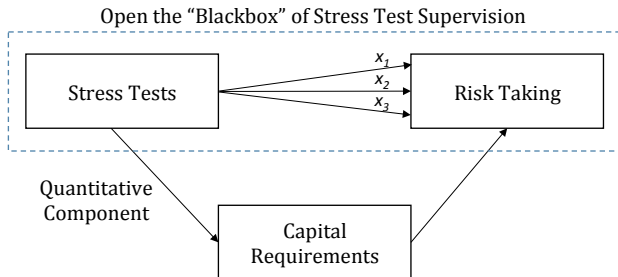 Open the “Blackbox” of Stress Test Supervision
Stress Tests
x1
x2
x3
Risk Taking
Quantitative
Component
Capital
Requirements